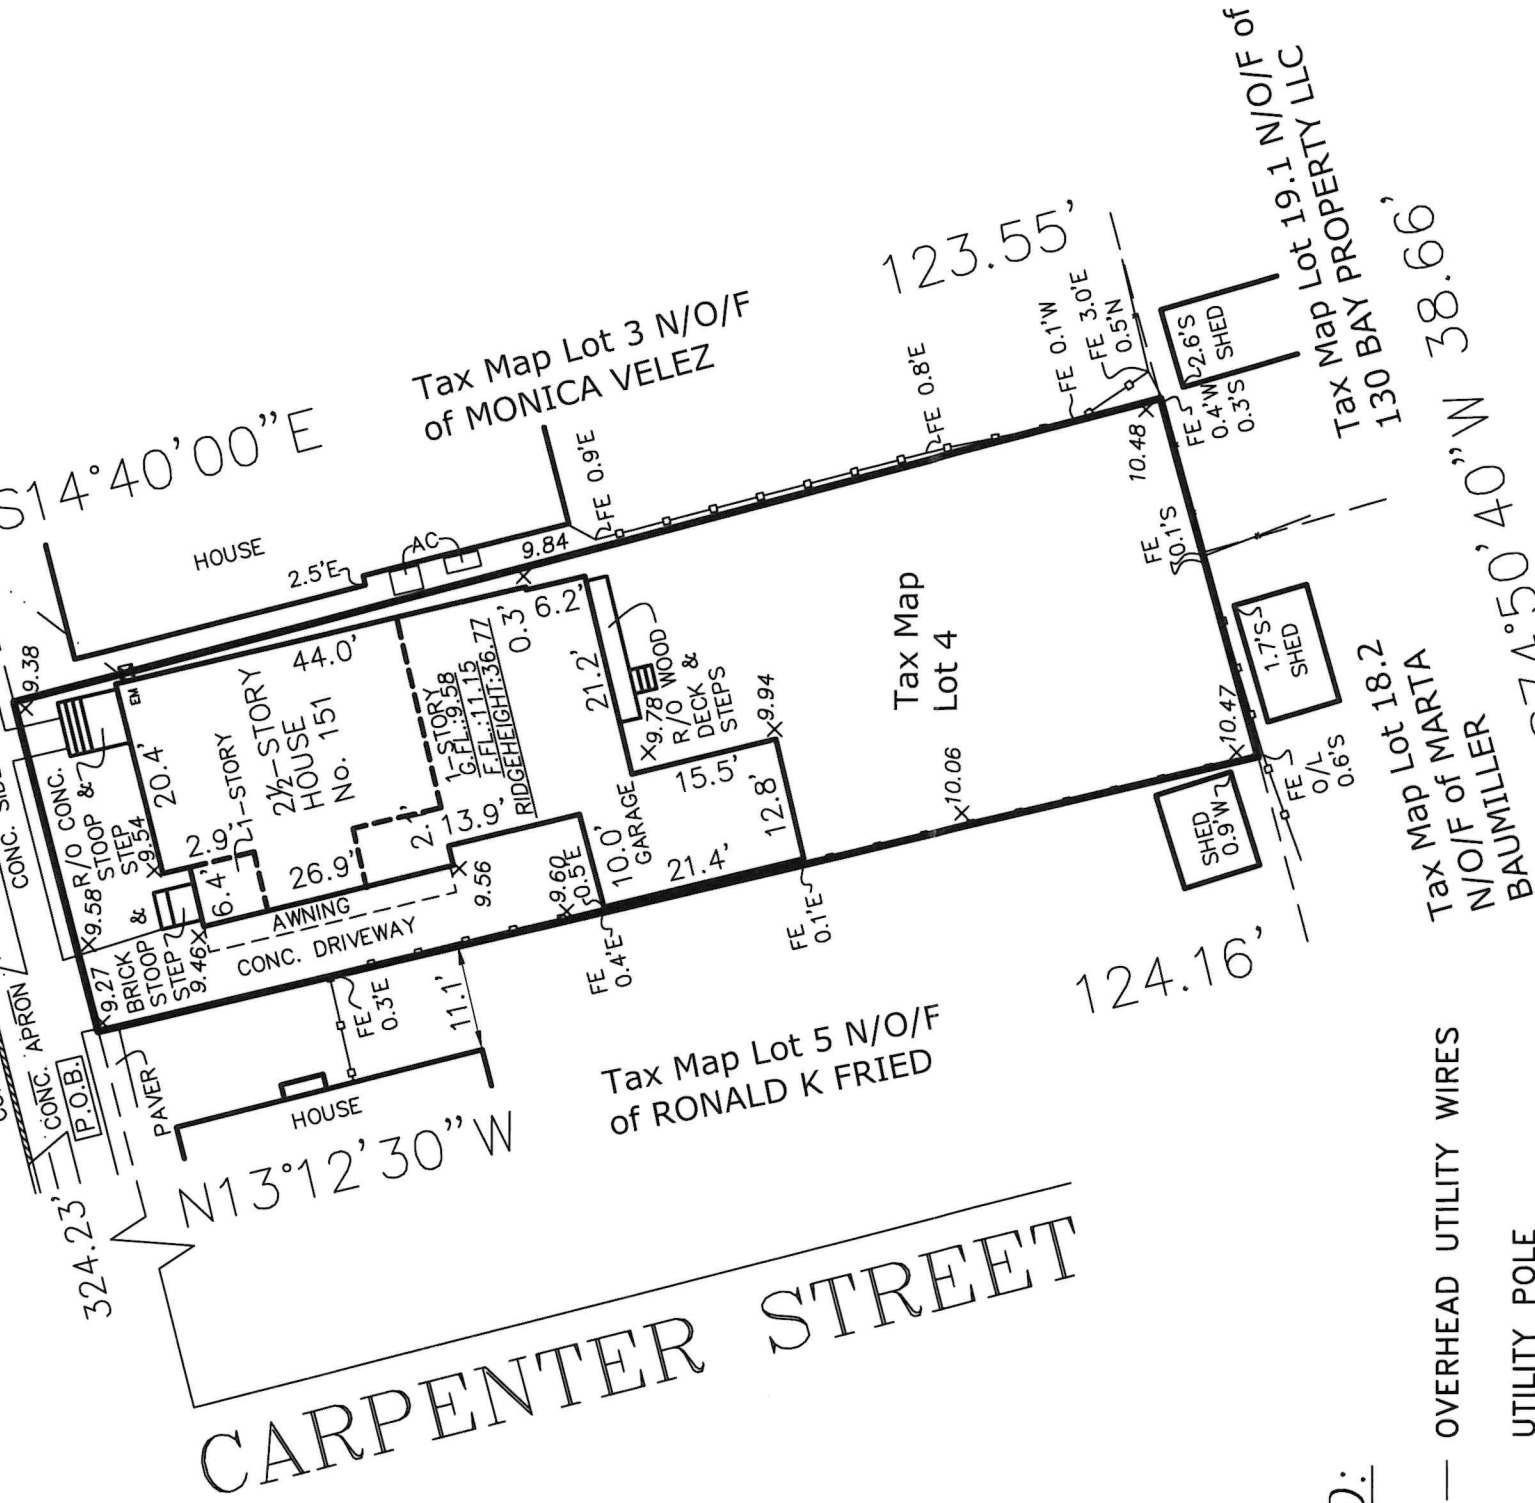 S14°40'00"E
123.55'
Tax Map Lot 3 N/O/F
of MONICA VELEZ
Tax Map Lot 19.1 N/O/F of
130 BAY PROPERTY LLC
38.66'
50'40"W
HOUSE
2.5'E
AC
9.84
FE 0.9'E
FE 0.8'E
FE 0.1'W
FE 3.0'E
0.5'N
2.6'S
SHED
FE
0.4'W
0.3'S
10.48
FE
0.1'S
9.38
EM
44.0'
0.3'
6.2'
21.2'
20.4'
1-STORY
2½-STORY
HOUSE
No. 151
1-STORY
G.FL.:9.58
F.FL.:11.15
RIDGEHEIGHT:36.77
9.78
WOOD
R/O
DECK &
STEPS
9.94
Tax Map
Lot 4
1.7'S
SHED
10.47
R/O CONC.
STOOP &
STEP
9.54
9.58
CONC.
2.9'
6.4'
26.9'
2.1'
13.9'
15.5'
12.8'
10.0'
GARAGE
21.4'
10.06
9.56
9.60
0.5'E
AWNING
CONC. DRIVEWAY
9.27
BRICK &
STOOP &
STEP
9.46
FE
O/L
0.6'S
SHED
0.9'W
Tax Map Lot 18.2
N/O/F of MARTA
BAUMILLER
FE
0.1'E
FE
0.4'E
FE
0.3'E
11.1'
124.16'
CONC. APRON
P.O.B.
PAVER
HOUSE
Tax Map Lot 5 N/O/F
of RONALD K FRIED
N13°12'30"W
324.23'
CARPENTER STREET
OVERHEAD UTILITY WIRES
UTILITY POLE